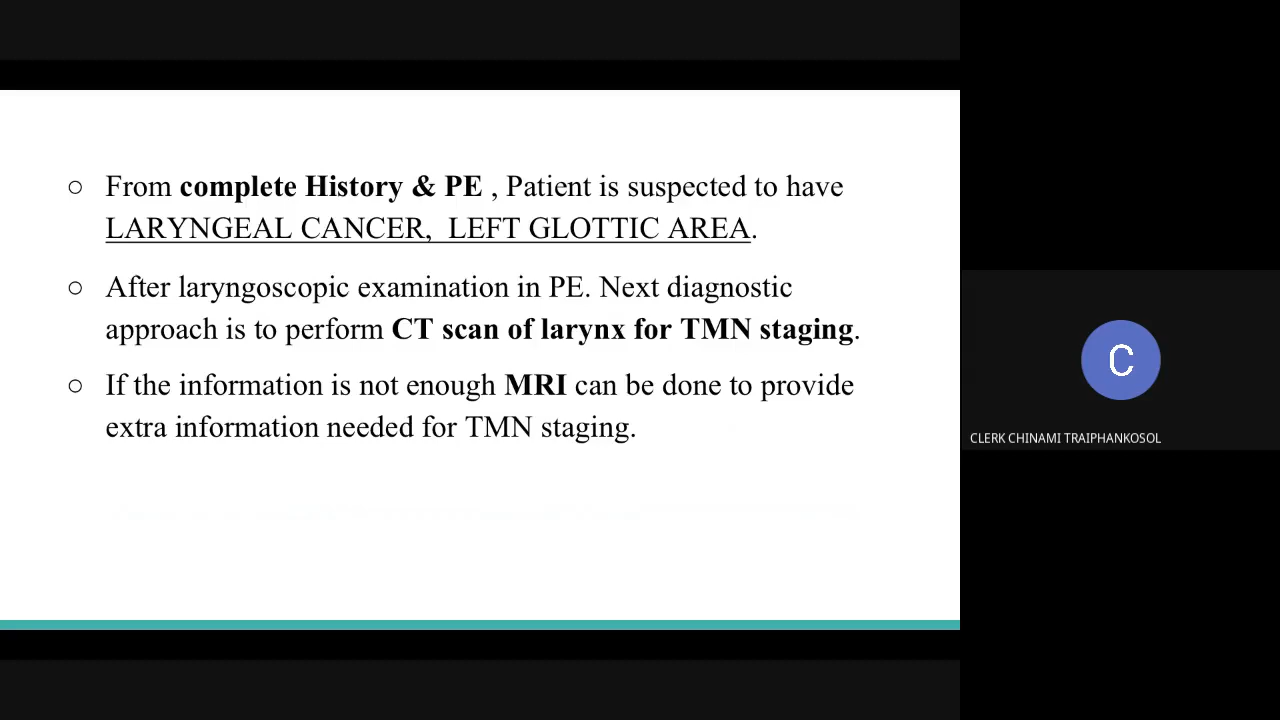 ○ From complete History & PE , Patient is suspected to have
LARYNGEAL CANCER, LEFT GLOTTIC AREA.
○ After laryngoscopic examination in PE. Next diagnostic
approach is to perform CT scan of larynx for TMN staging.
○ If the information is not enough MRI can be done to provide
extra information needed for TMN staging.
C
CLERK CHINAMI TRAIPHANKOSOL